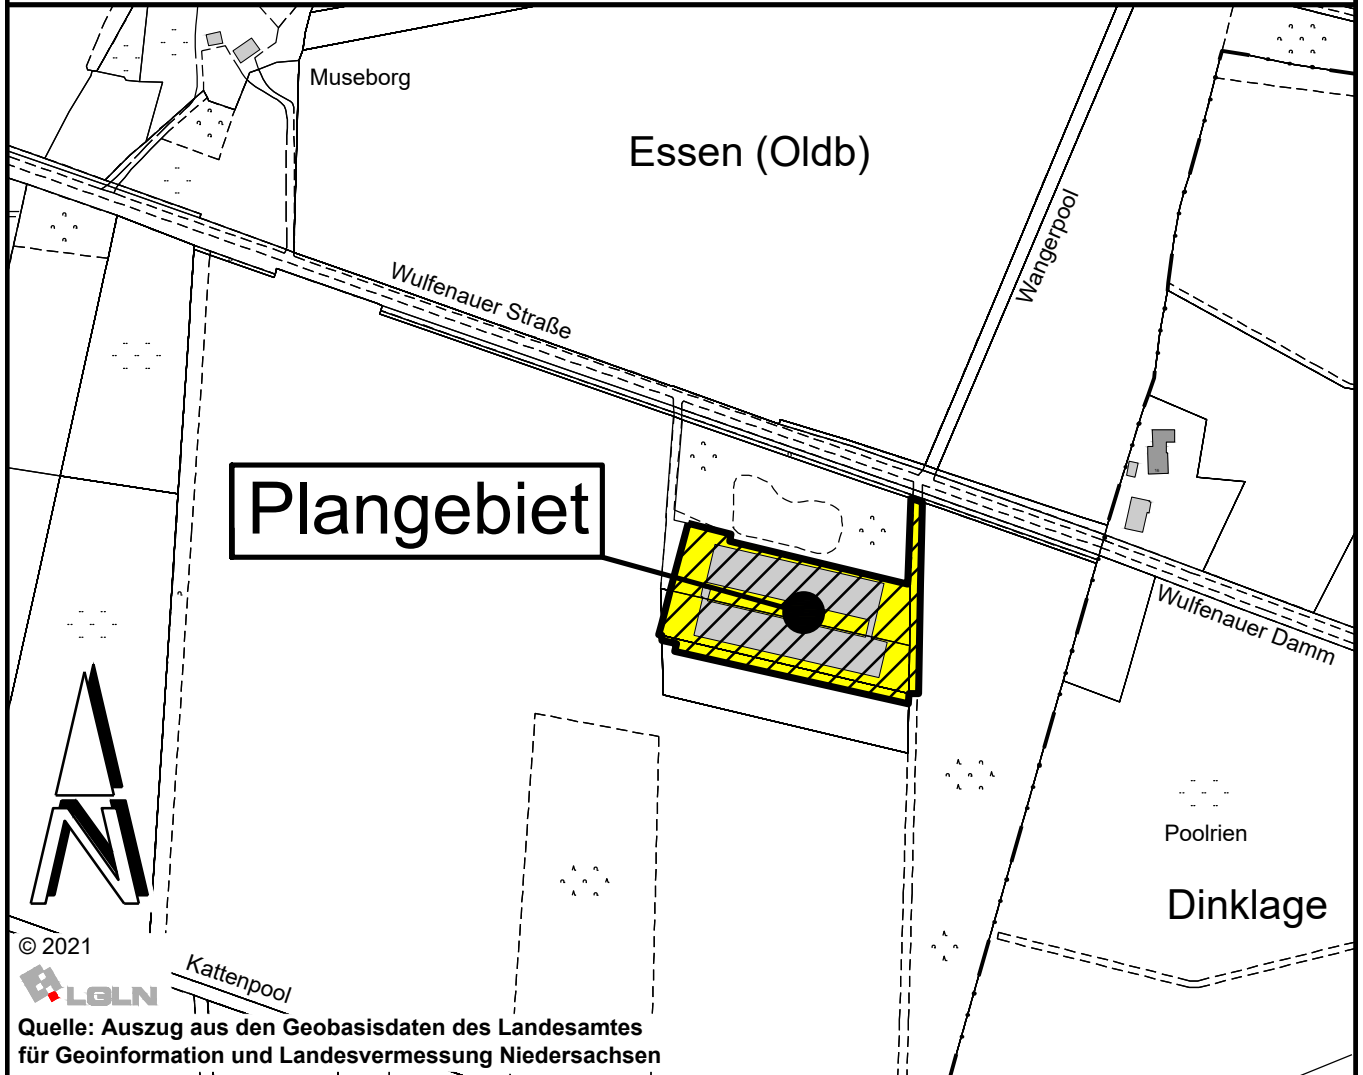 Museborg
Essen (Oldb)
Wangerpool
Wulfenauer Straße
Plangebiet
Wulfenauer Damm
Poolrien
Dinklage
N
© 2021
Kattenpool
LGLN
Quelle: Auszug aus den Geobasisdaten des Landesamtes
für Geoinformation und Landesvermessung Niedersachsen